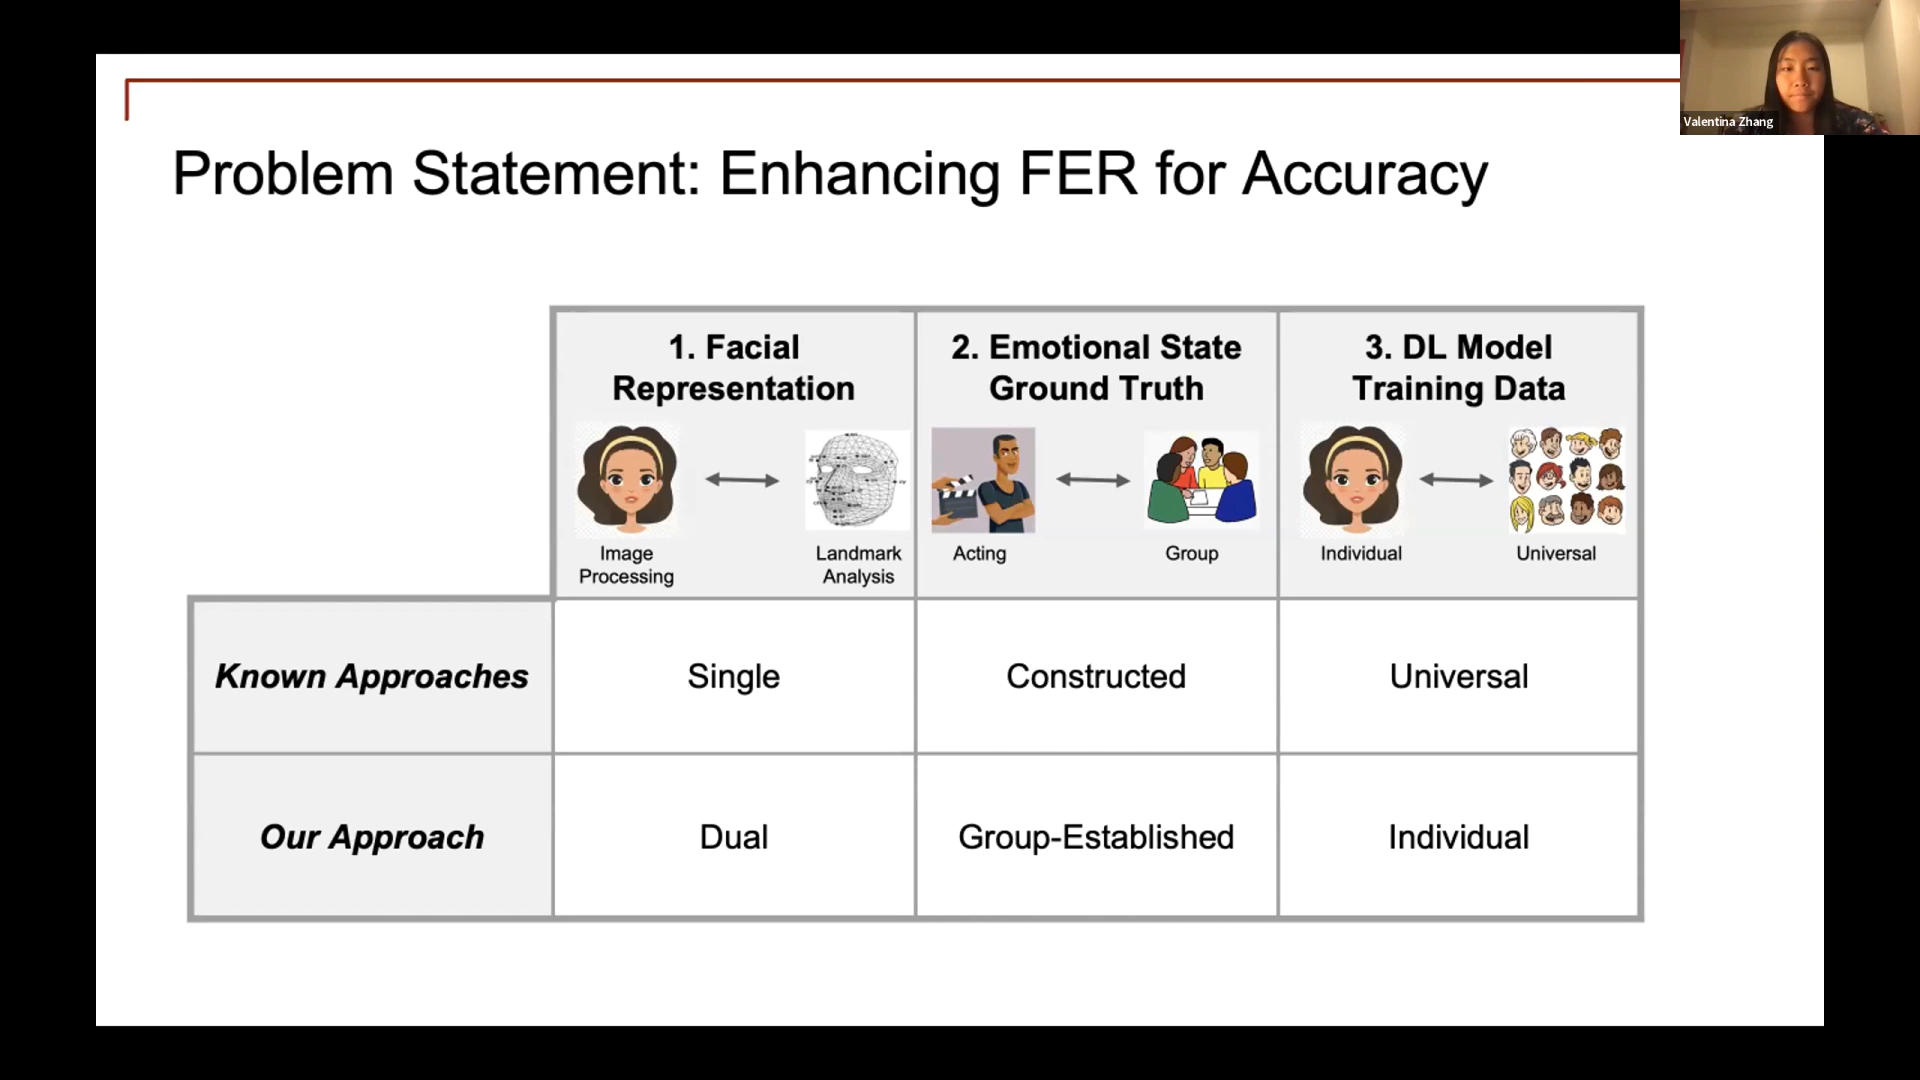 Valentina Zhang
Problem Statement: Enhancing FER for Accuracy
1. Facial
Representation
Image
Processing
Landmark
Analysis
2. Emotional State
Ground Truth
Acting
Group
3. DL Model
Training Data
Individual
Universal
Known Approaches
Single
Constructed
Universal
Our Approach
Dual
Group-Established
Individual